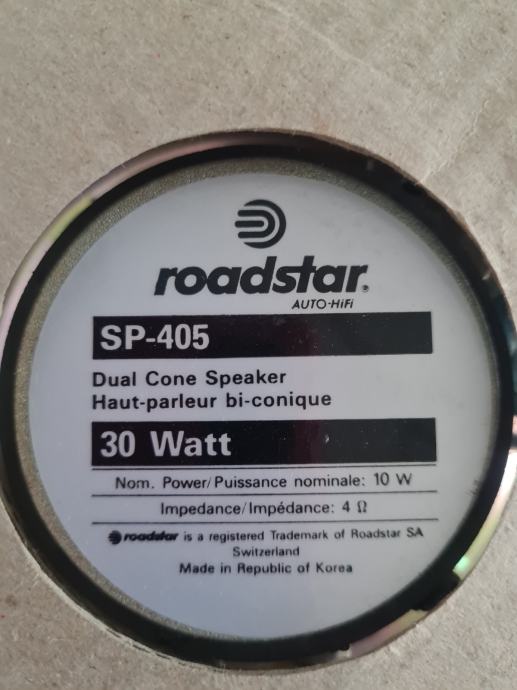 roadstar®
AUTO-HiFi
SP-405
Dual Cone Speaker
Haut-parleur bi-conique
30 Watt
Nom. Power/Puissance nominale: 10 W
Impedance/Impédance: 4 Ω
roadstar is a registered Trademark of Roadstar SA
Switzerland
Made in Republic of Korea